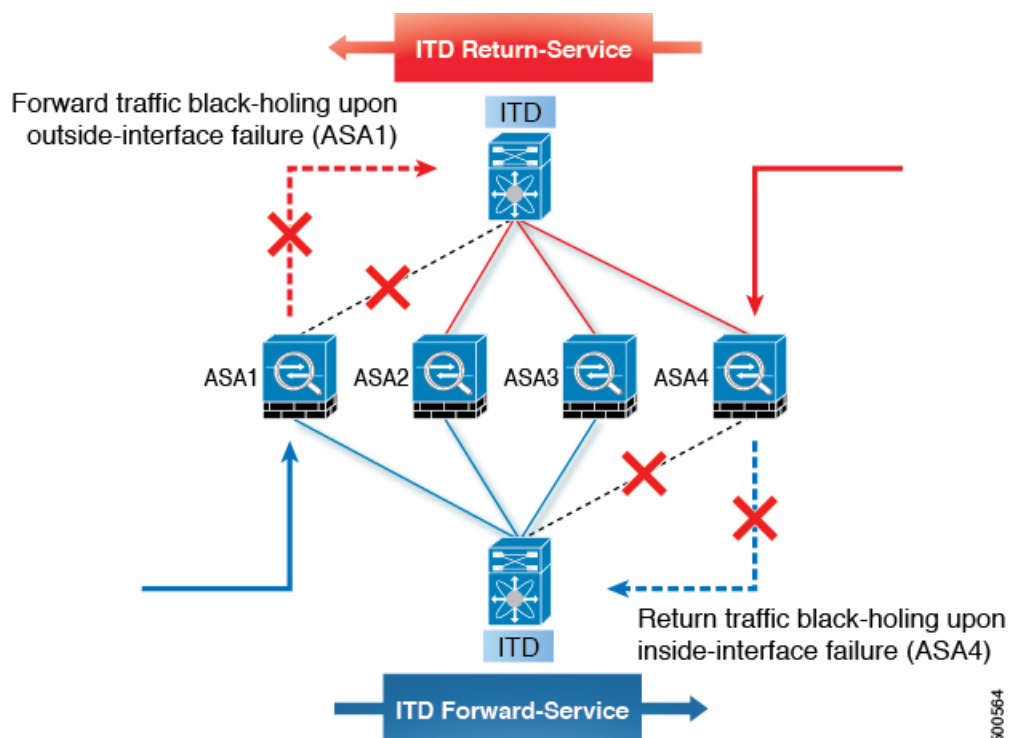 ITD Return-Service
Forward traffic black-holing upon
outside-interface failure (ASA1)
ITD
ASA1
ASA2
ASA3
ASA4
ITD
Return traffic black-holing upon
inside-interface failure (ASA4)
ITD Forward-Service
500564